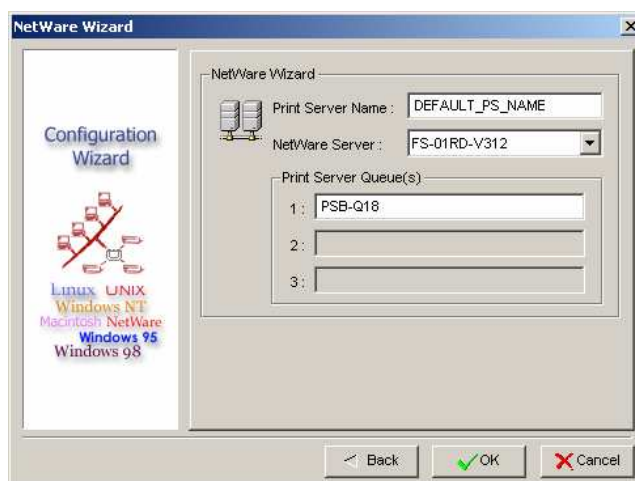 NetWare Wizard
Configuration
Wizard
Linux UNIX
Windows NT
Macintosh NetWare
Windows 95
Windows 98
NetWare Wizard
Print Server Name : DEFAULT_PS_NAME
NetWare Server : FS-01RD-V312
Print Server Queue(s)
1 : PSB-Q18
2 :
3 :
< Back
OK
Cancel